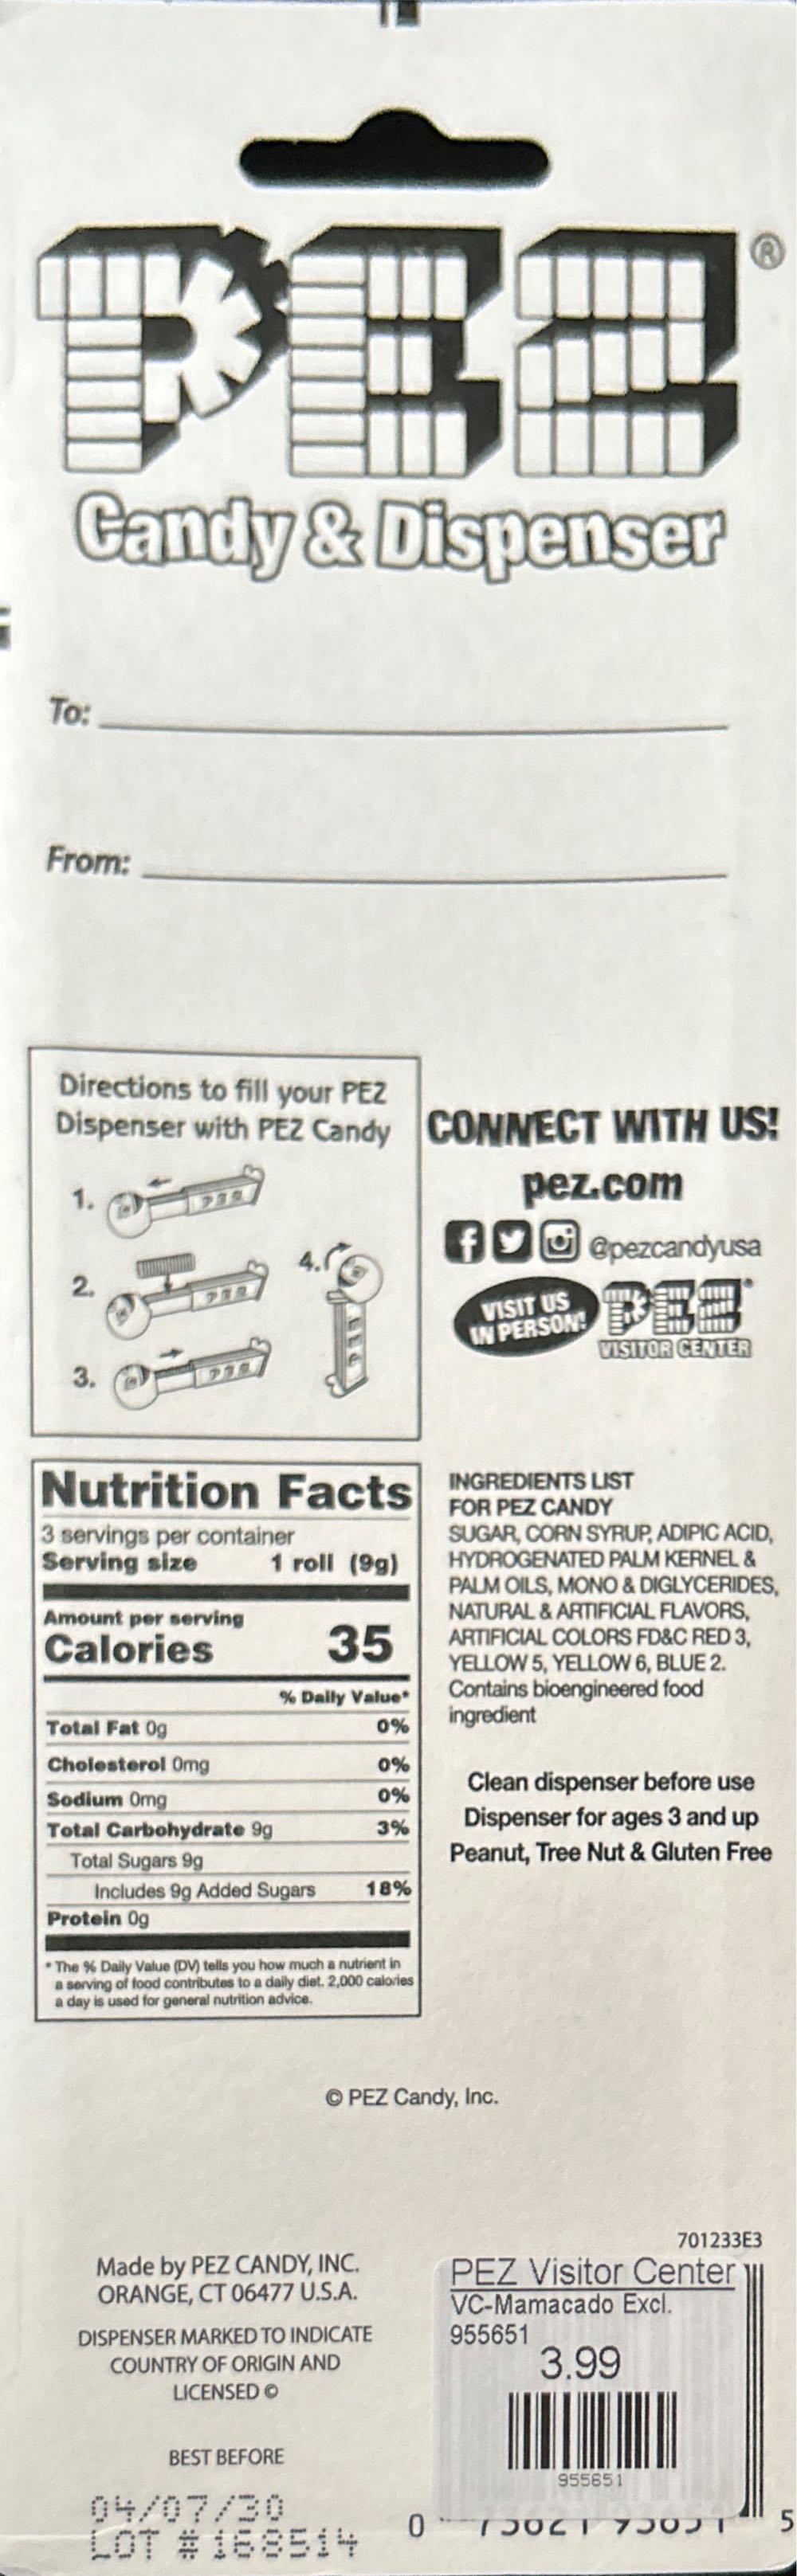 PEZ®
Candy & Dispenser
To:
From:
Directions to fill your PEZ
Dispenser with PEZ Candy
1.
2.
3.
4.
CONNECT WITH US!
pez.com
@pezcandyusa
VISIT US
IN PERSON!
PEZ
VISITOR CENTER
Nutrition Facts
3 servings per container
Serving size 1 roll (9g)
Amount per serving
Calories 35
% Daily Value*
Total Fat 0g 0%
Cholesterol 0mg 0%
Sodium 0mg 0%
Total Carbohydrate 9g 3%
Total Sugars 9g
Includes 9g Added Sugars 18%
Protein 0g
* The % Daily Value (DV) tells you how much a nutrient in
a serving of food contributes to a daily diet. 2,000 calories
a day is used for general nutrition advice.
INGREDIENTS LIST
FOR PEZ CANDY
SUGAR, CORN SYRUP, ADIPIC ACID,
HYDROGENATED PALM KERNEL &
PALM OILS, MONO & DIGLYCERIDES,
NATURAL & ARTIFICIAL FLAVORS,
ARTIFICIAL COLORS FD&C RED 3,
YELLOW 5, YELLOW 6, BLUE 2.
Contains bioengineered food
ingredient
Clean dispenser before use
Dispenser for ages 3 and up
Peanut, Tree Nut & Gluten Free
© PEZ Candy, Inc.
Made by PEZ CANDY, INC.
ORANGE, CT 06477 U.S.A.
DISPENSER MARKED TO INDICATE
COUNTRY OF ORIGIN AND
LICENSED ©
BEST BEFORE
04/07/30
LOT #168514
701233E3
PEZ Visitor Center
VC-Mamacado Excl.
955651
3.99
955651
0 5